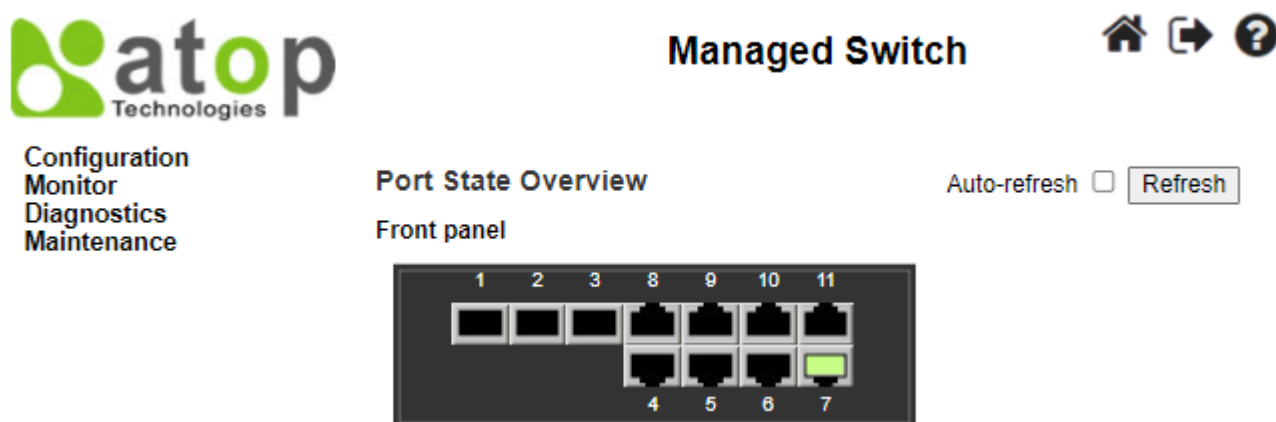 atop
Technologies
Managed Switch
?
Configuration
Monitor
Diagnostics
Maintenance
Port State Overview
Auto-refresh
Refresh
Front panel
1 2 3 8 9 10 11
4 5 6 7